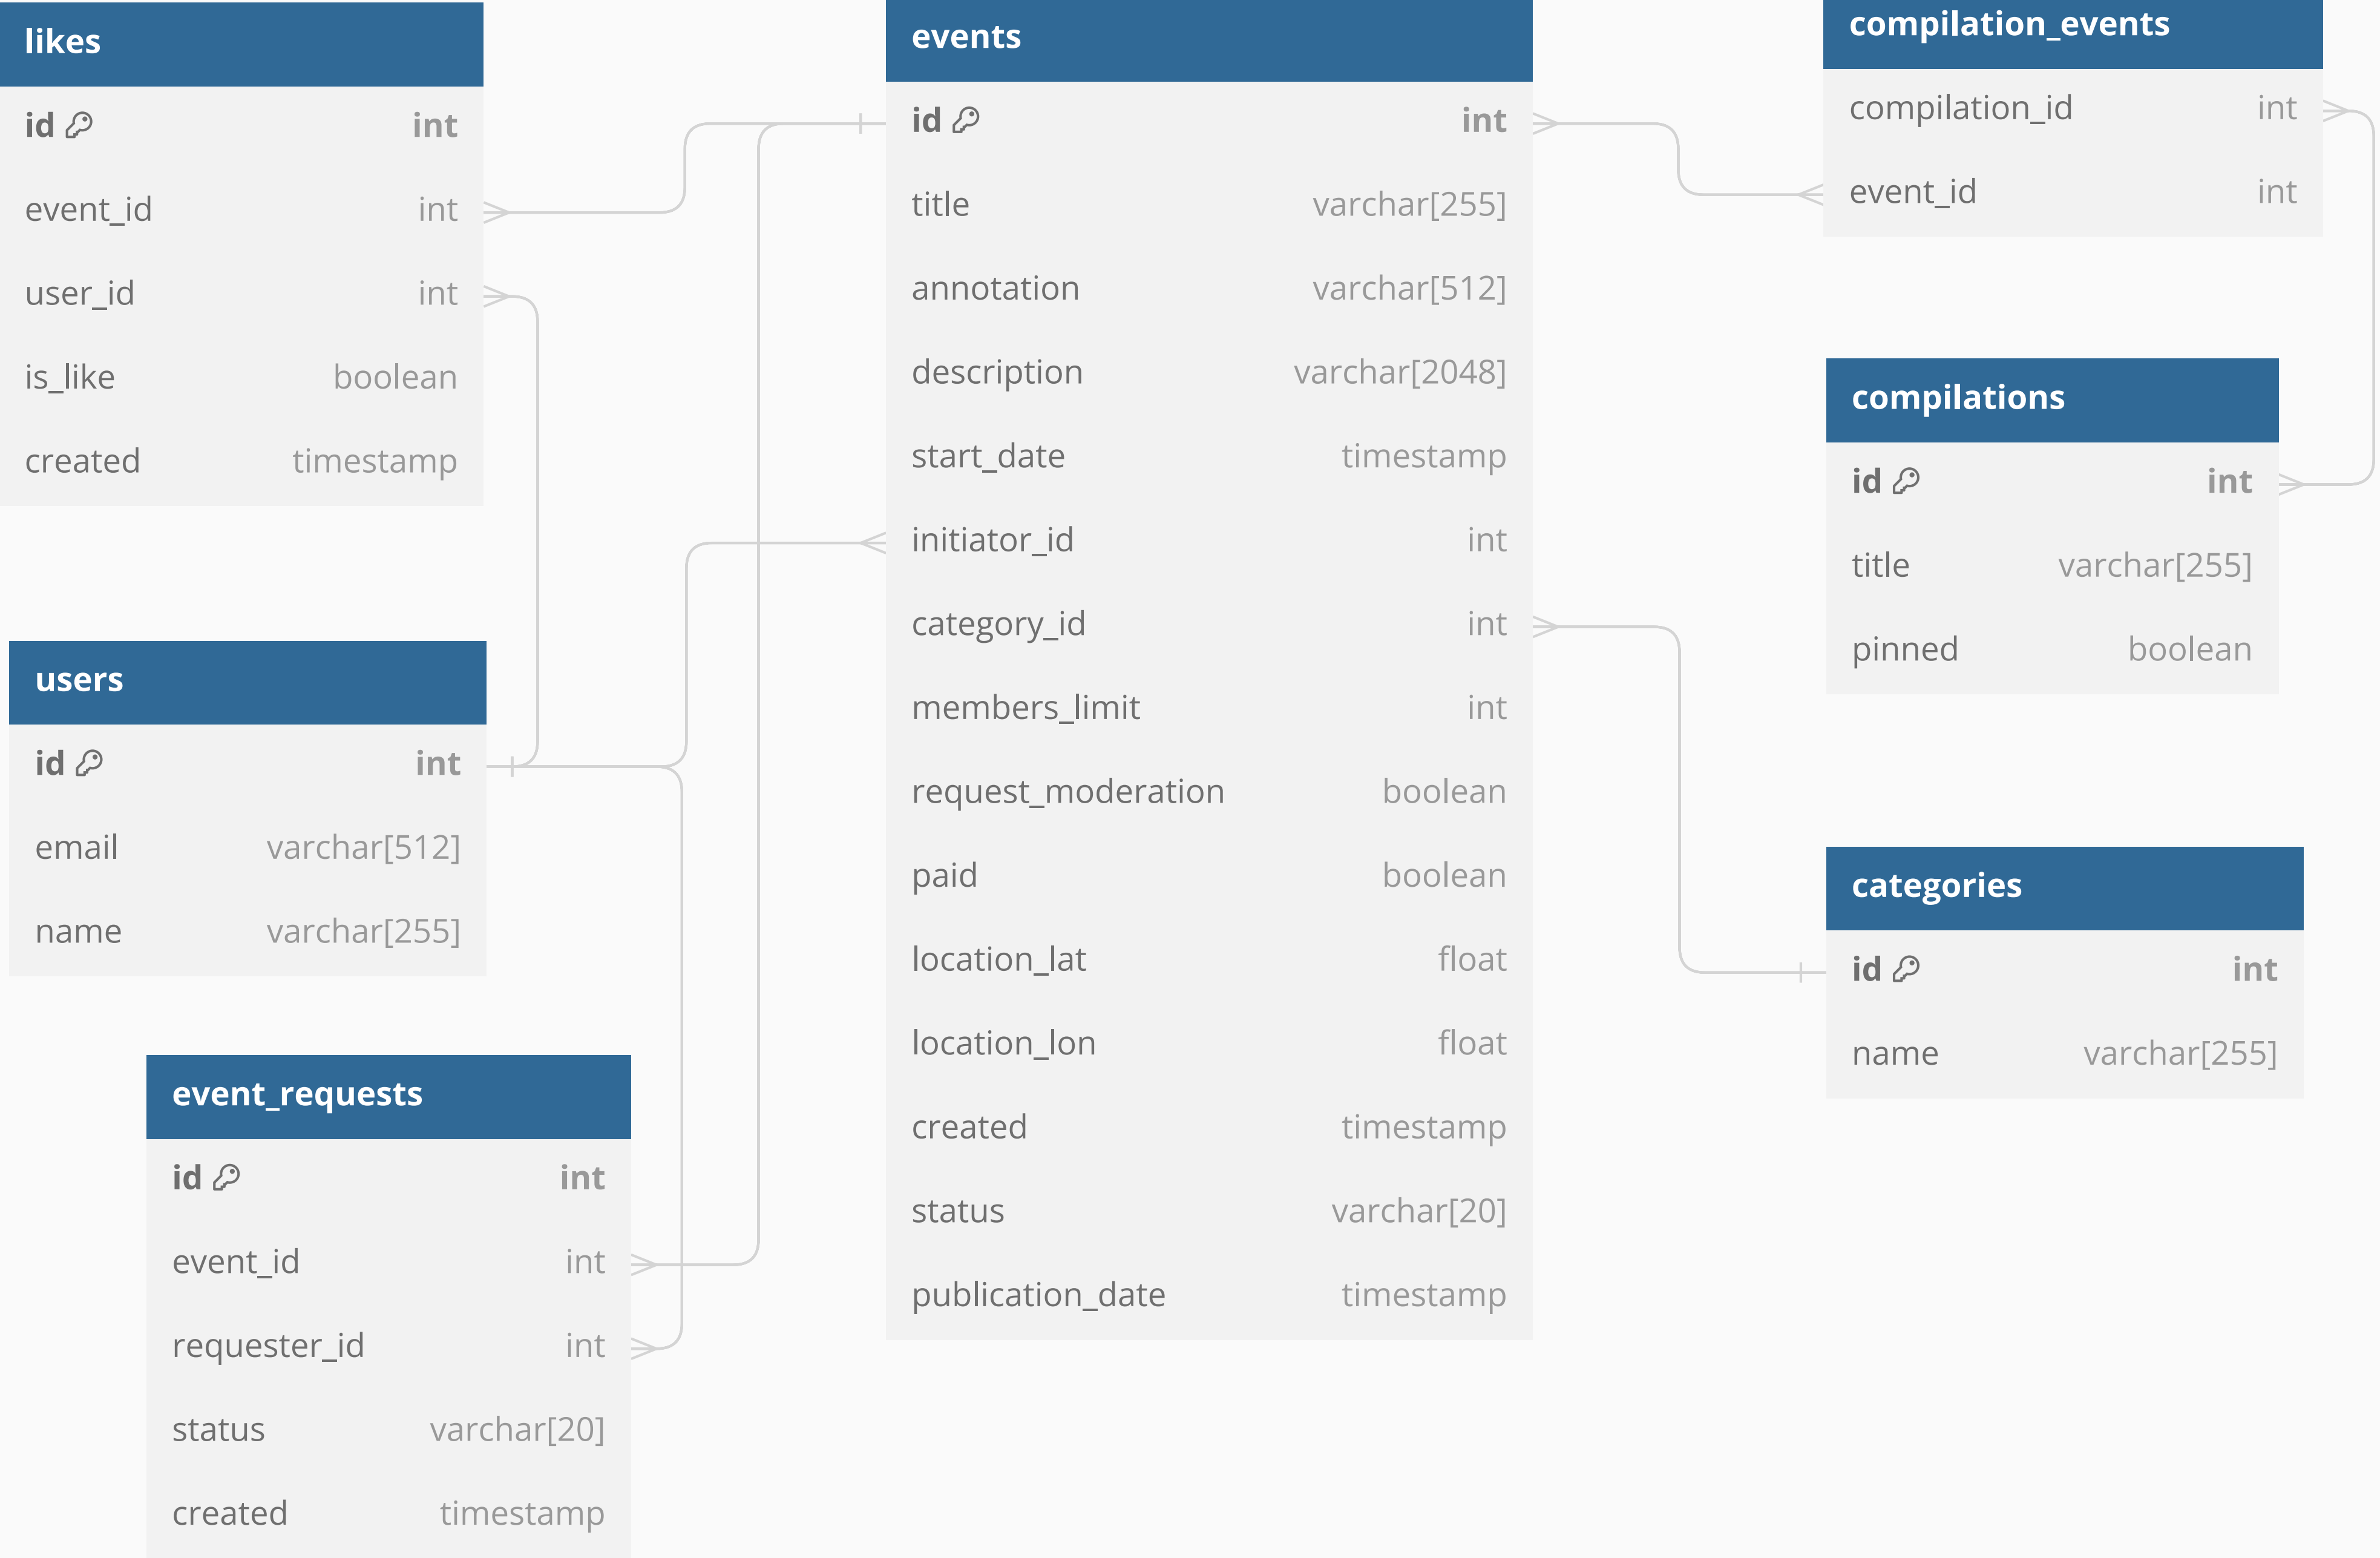 likes
id int
event_id int
user_id int
is_like boolean
created timestamp
users
id int
email varchar[512]
name varchar[255]
event_requests
id int
event_id int
requester_id int
status varchar[20]
created timestamp
events
id int
title varchar[255]
annotation varchar[512]
description varchar[2048]
start_date timestamp
initiator_id int
category_id int
members_limit int
request_moderation boolean
paid boolean
location_lat float
location_lon float
created timestamp
status varchar[20]
publication_date timestamp
compilation_events
compilation_id int
event_id int
compilations
id int
title varchar[255]
pinned boolean
categories
id int
name varchar[255]